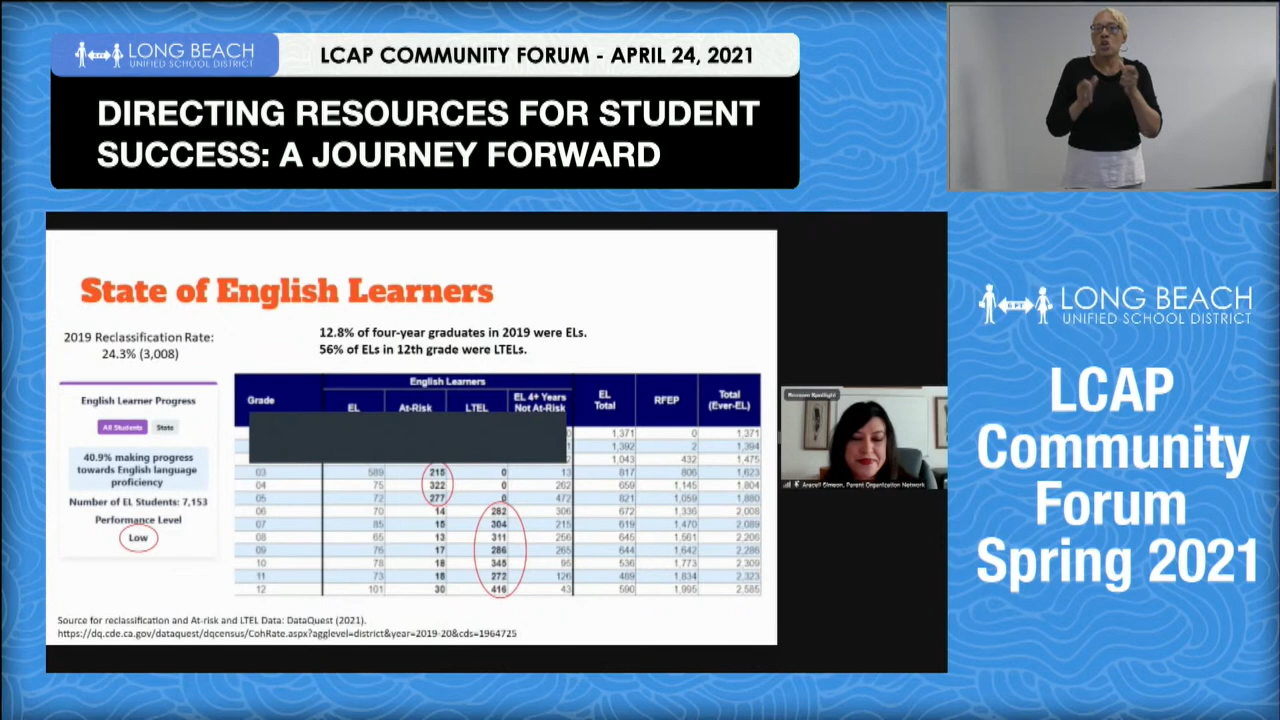 LONG BEACH
UNIFIED SCHOOL DISTRICT
LCAP COMMUNITY FORUM - APRIL 24, 2021
DIRECTING RESOURCES FOR STUDENT
SUCCESS: A JOURNEY FORWARD
State of English Learners
2019 Reclassification Rate:
24.3% (3,008)
12.8% of four-year graduates in 2019 were ELs.
56% of ELs in 12th grade were LTELs.
English Learner Progress
All Students State
40.9% making progress
towards English language
proficiency
Number of EL Students: 7,153
Performance Level
Low
English Learners
Grade EL At-Risk LTEL EL 4+ Years Not At-Risk EL Total RFEP Total (Ever-EL)
0 1,371 0 1,371
1 1,392 2 1,394
0 1,043 432 1,475
03 589 215 0 13 817 806 1,623
04 75 322 0 262 659 1,145 1,804
05 72 277 0 472 821 1,059 1,880
06 70 14 282 306 672 1,336 2,008
07 85 15 304 215 619 1,470 2,089
08 65 13 311 256 645 1,561 2,206
09 76 17 286 265 644 1,642 2,286
10 78 18 345 95 536 1,773 2,309
11 73 18 272 126 489 1,834 2,323
12 101 30 416 43 590 1,995 2,585
Source for reclassification and At-risk and LTEL Data: DataQuest (2021).
https://dq.cde.ca.gov/dataquest/dqcensus/CohRate.aspx?agglevel=district&year=2019-20&cds=1964725
Remove Spotlight
Araceli Simeon, Parent Organization Network
6 FT
LONG BEACH
UNIFIED SCHOOL DISTRICT
LCAP
Community
Forum
Spring 2021